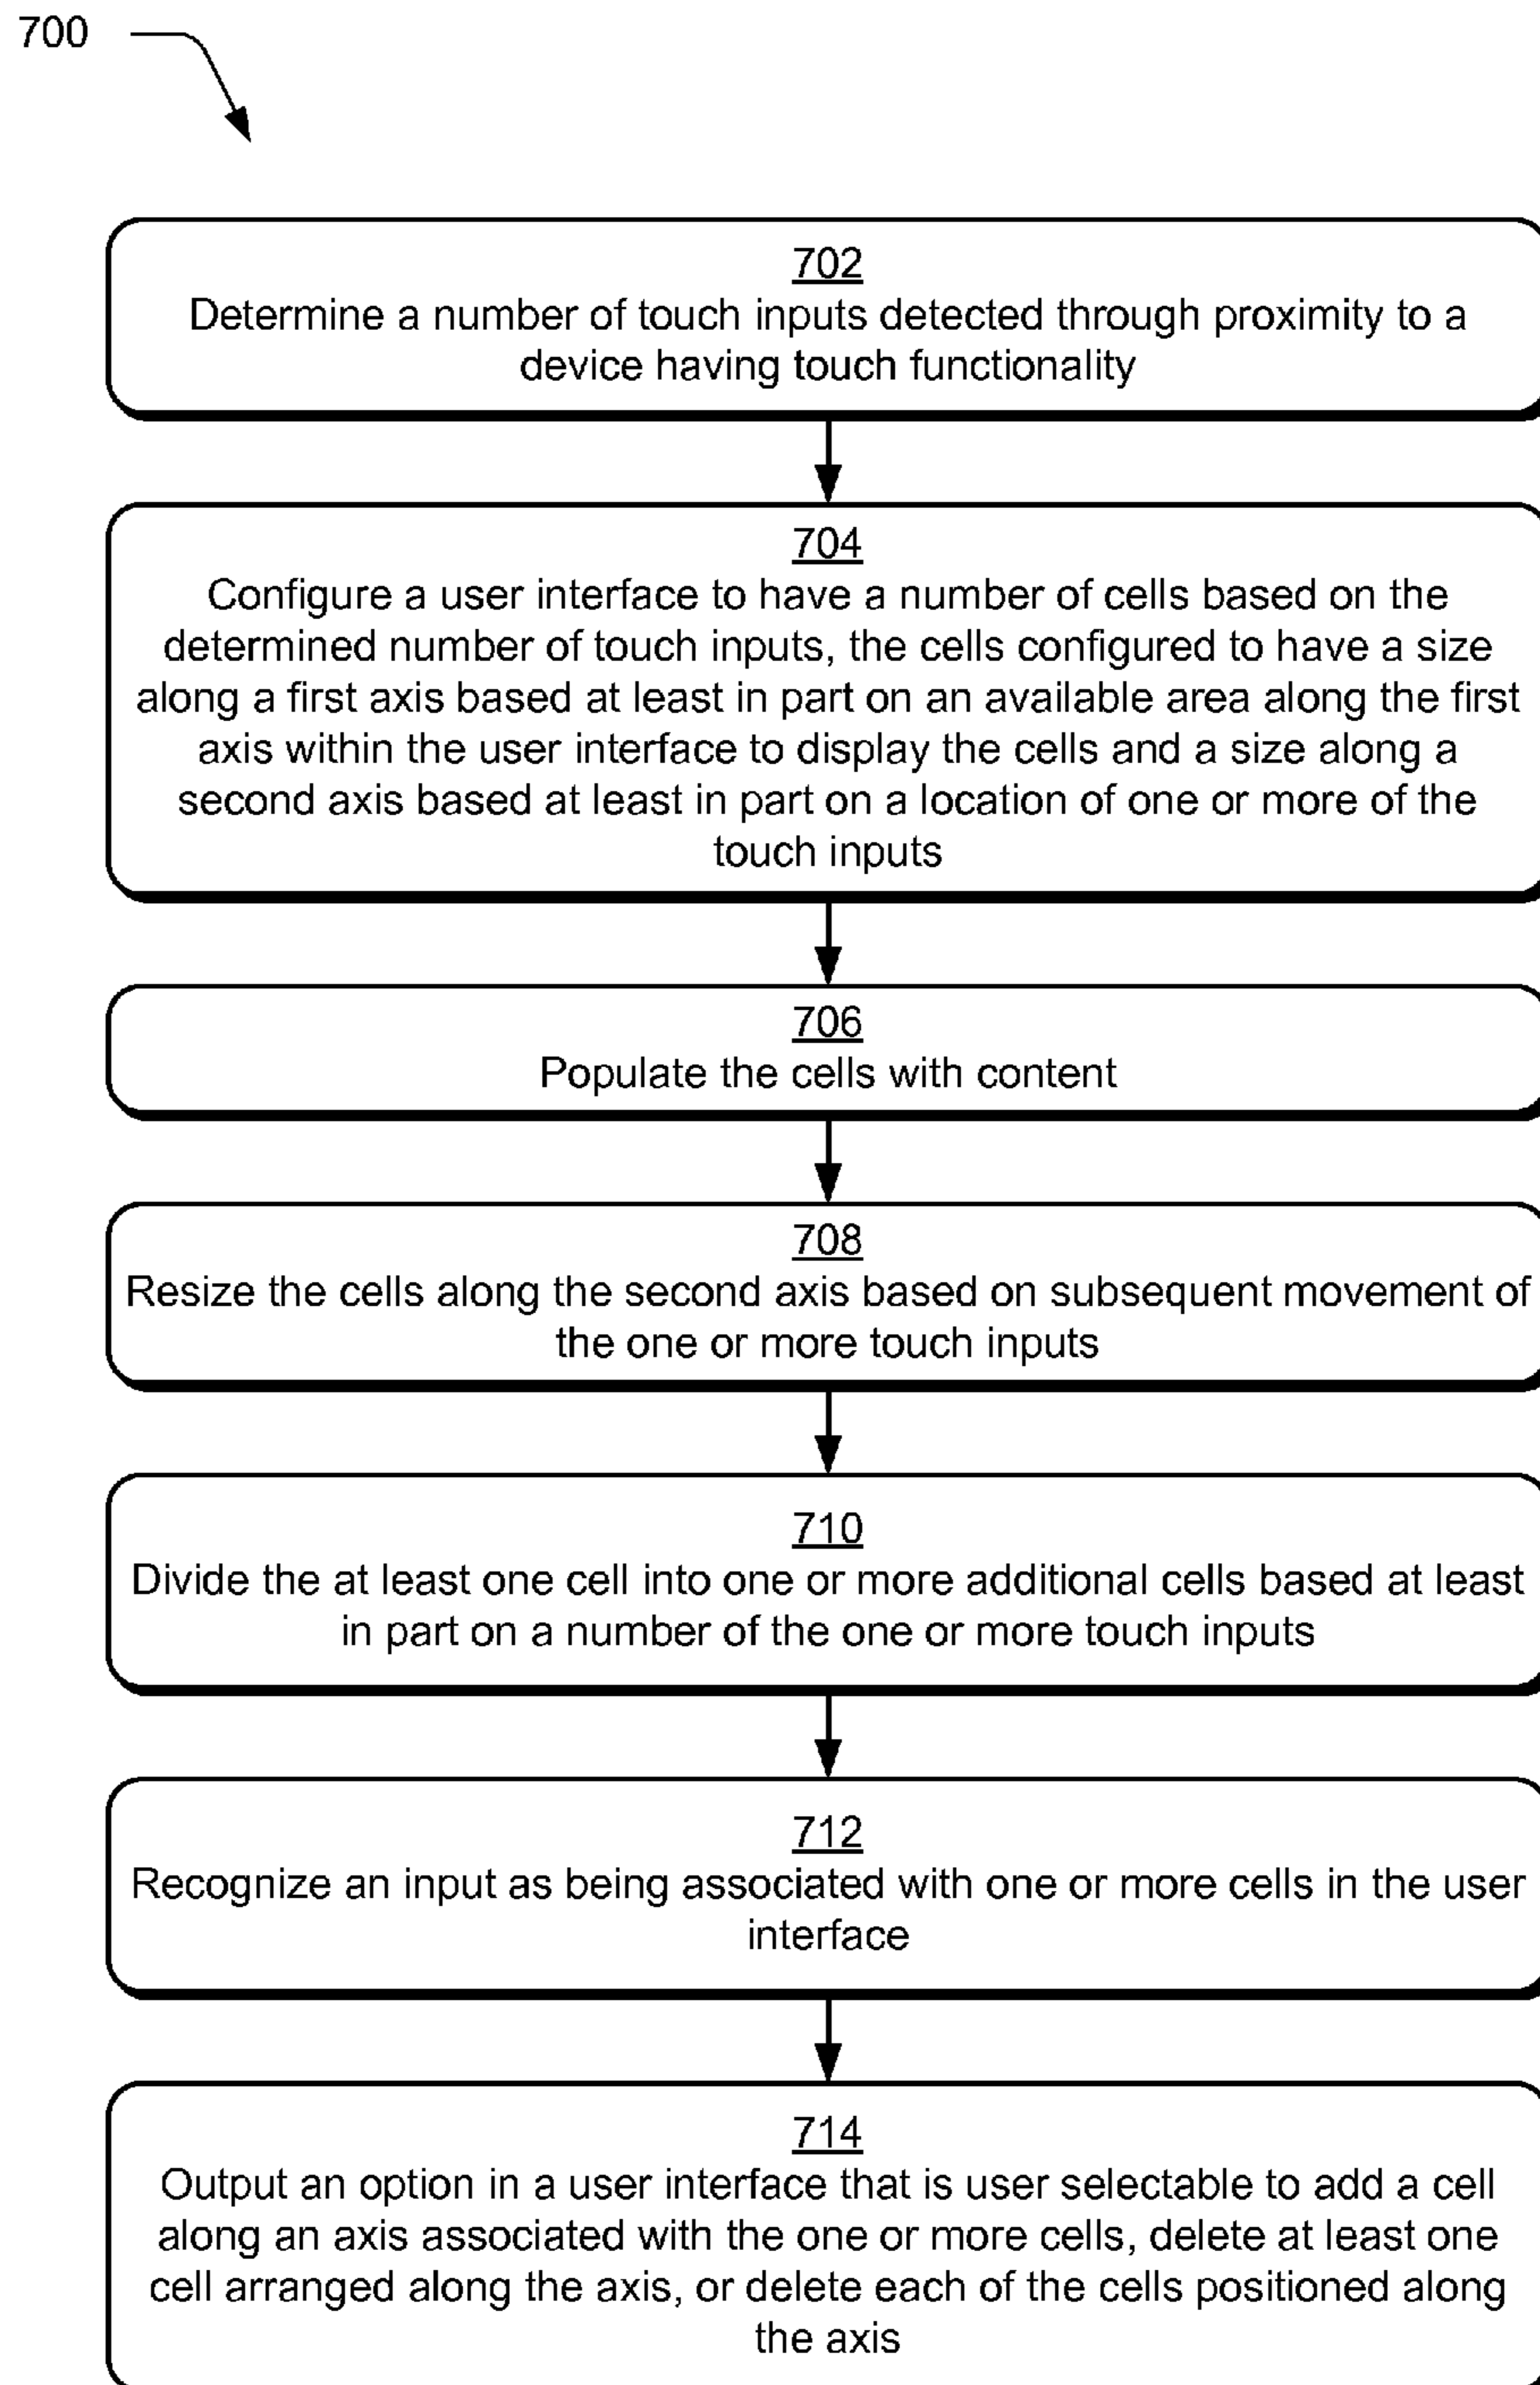 700
702
Determine a number of touch inputs detected through proximity to a
device having touch functionality
704
Configure a user interface to have a number of cells based on the
determined number of touch inputs, the cells configured to have a size
along a first axis based at least in part on an available area along the first
axis within the user interface to display the cells and a size along a
second axis based at least in part on a location of one or more of the
touch inputs
706
Populate the cells with content
708
Resize the cells along the second axis based on subsequent movement of
the one or more touch inputs
710
Divide the at least one cell into one or more additional cells based at least
in part on a number of the one or more touch inputs
712
Recognize an input as being associated with one or more cells in the user
interface
714
Output an option in a user interface that is user selectable to add a cell
along an axis associated with the one or more cells, delete at least one
cell arranged along the axis, or delete each of the cells positioned along
the axis